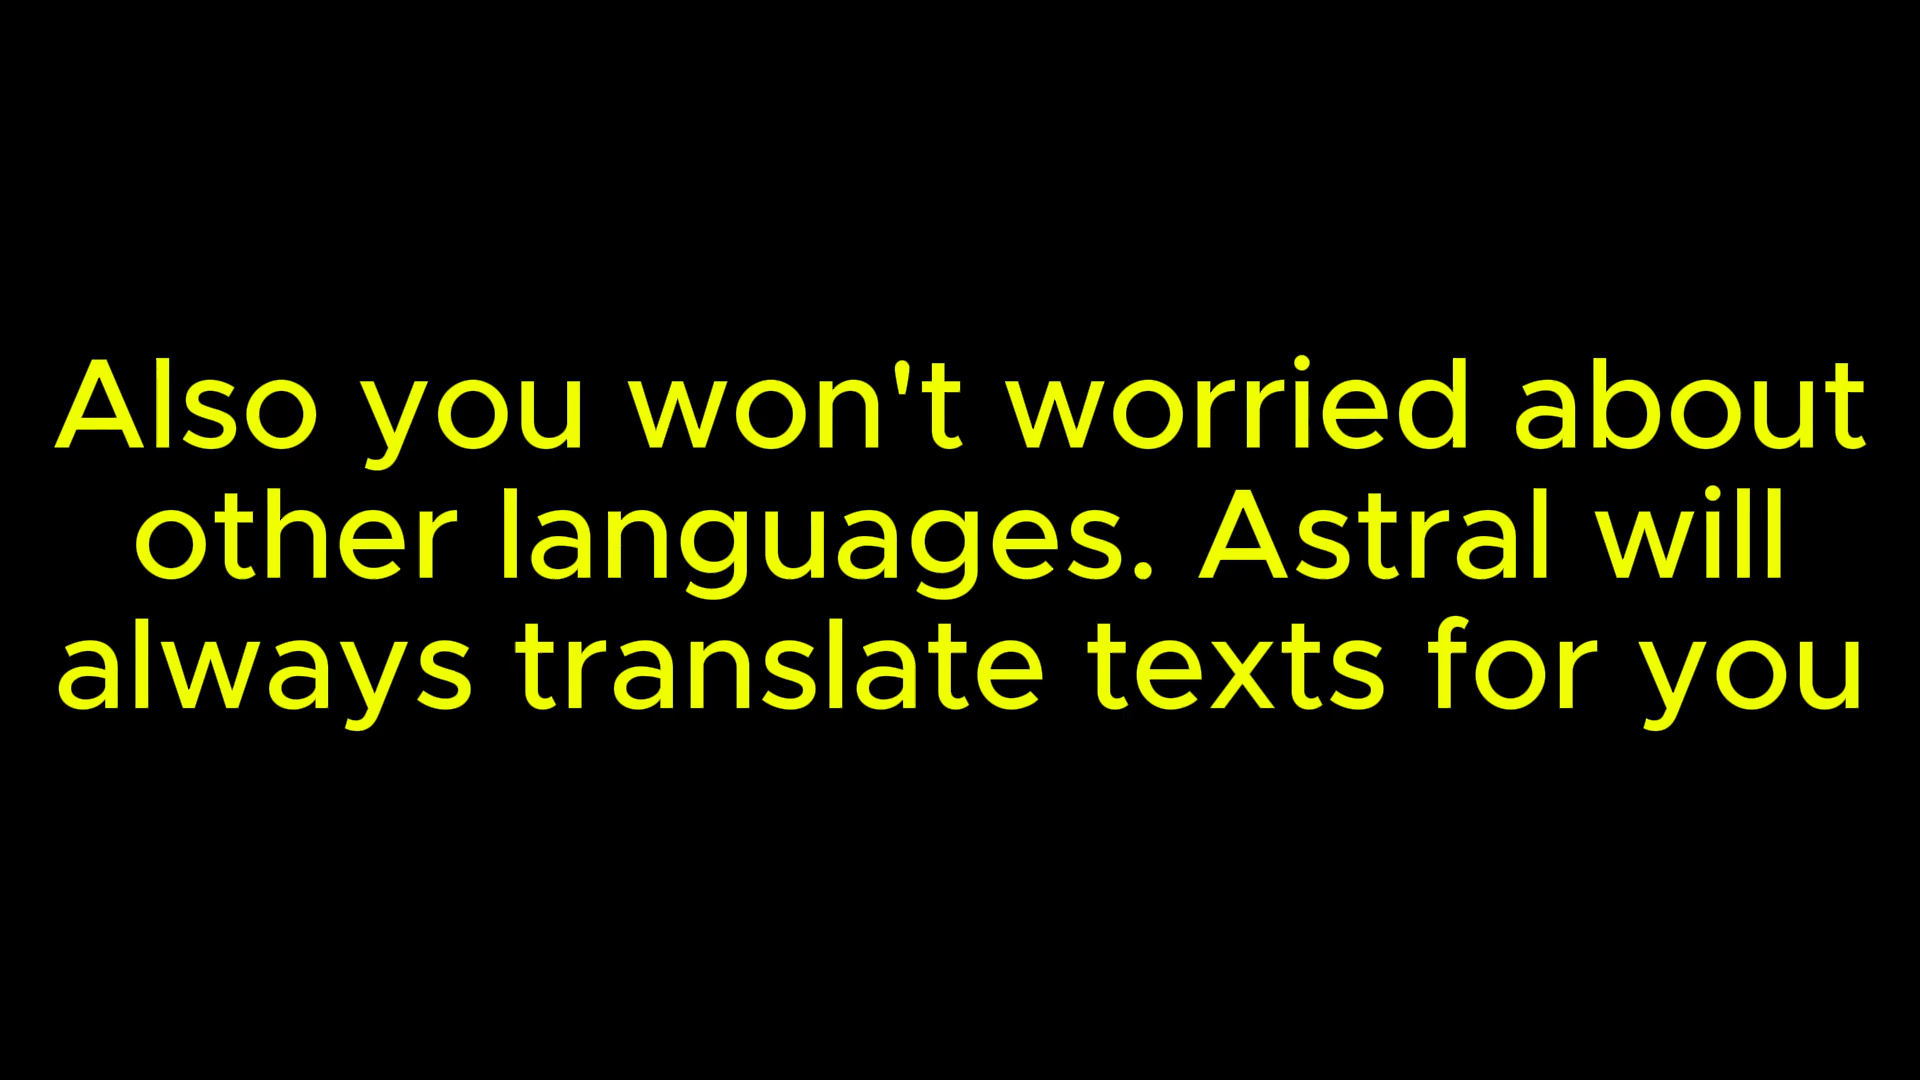 Also you won't worried about
other languages. Astral will
always translate texts for you